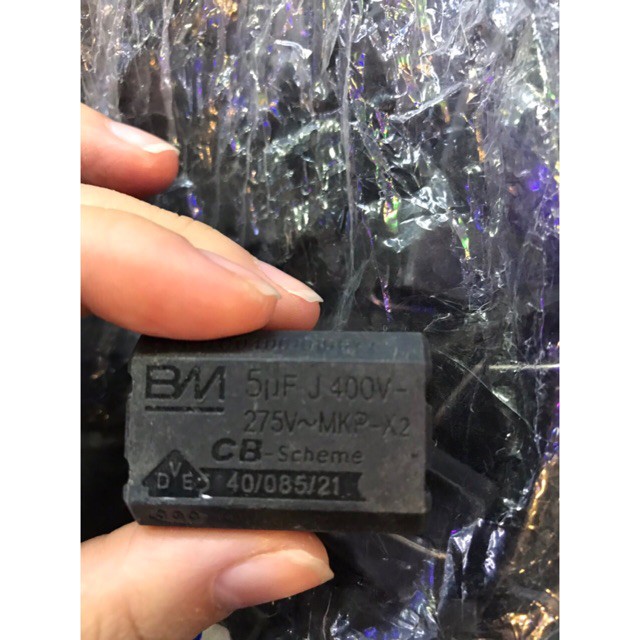 BM 5µF J 400V-
275V~MKP-X2
CB-Scheme
DVE 40/085/21